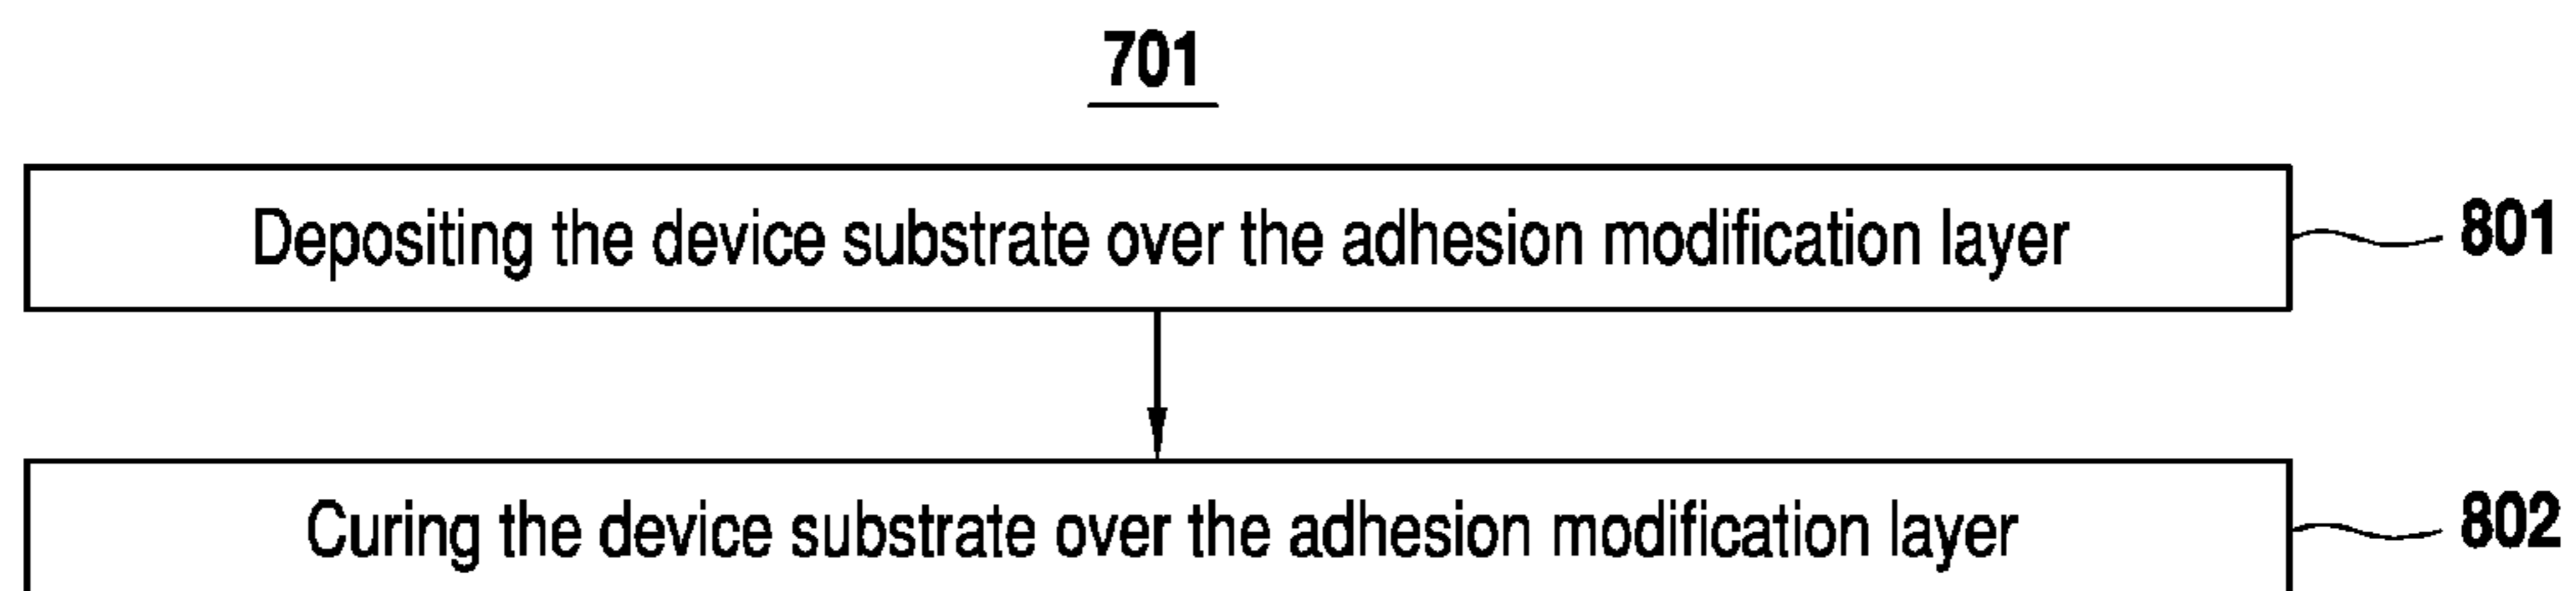 701
Depositing the device substrate over the adhesion modification layer 801
Curing the device substrate over the adhesion modification layer 802